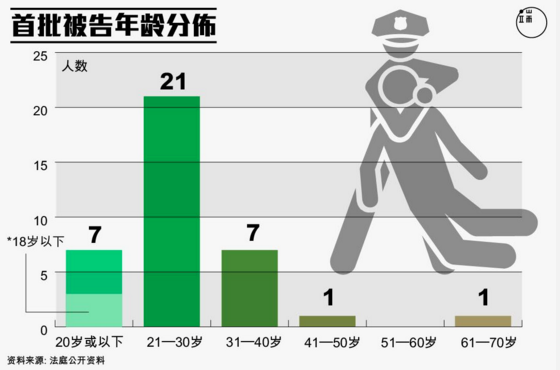 首批被告年龄分佈
25
人数
20
15
10
5
0
7
21
7
1
1
*18岁以下
20岁或以下
21—30岁
31—40岁
41—50岁
51—60岁
61—70岁
资料来源: 法庭公开资料